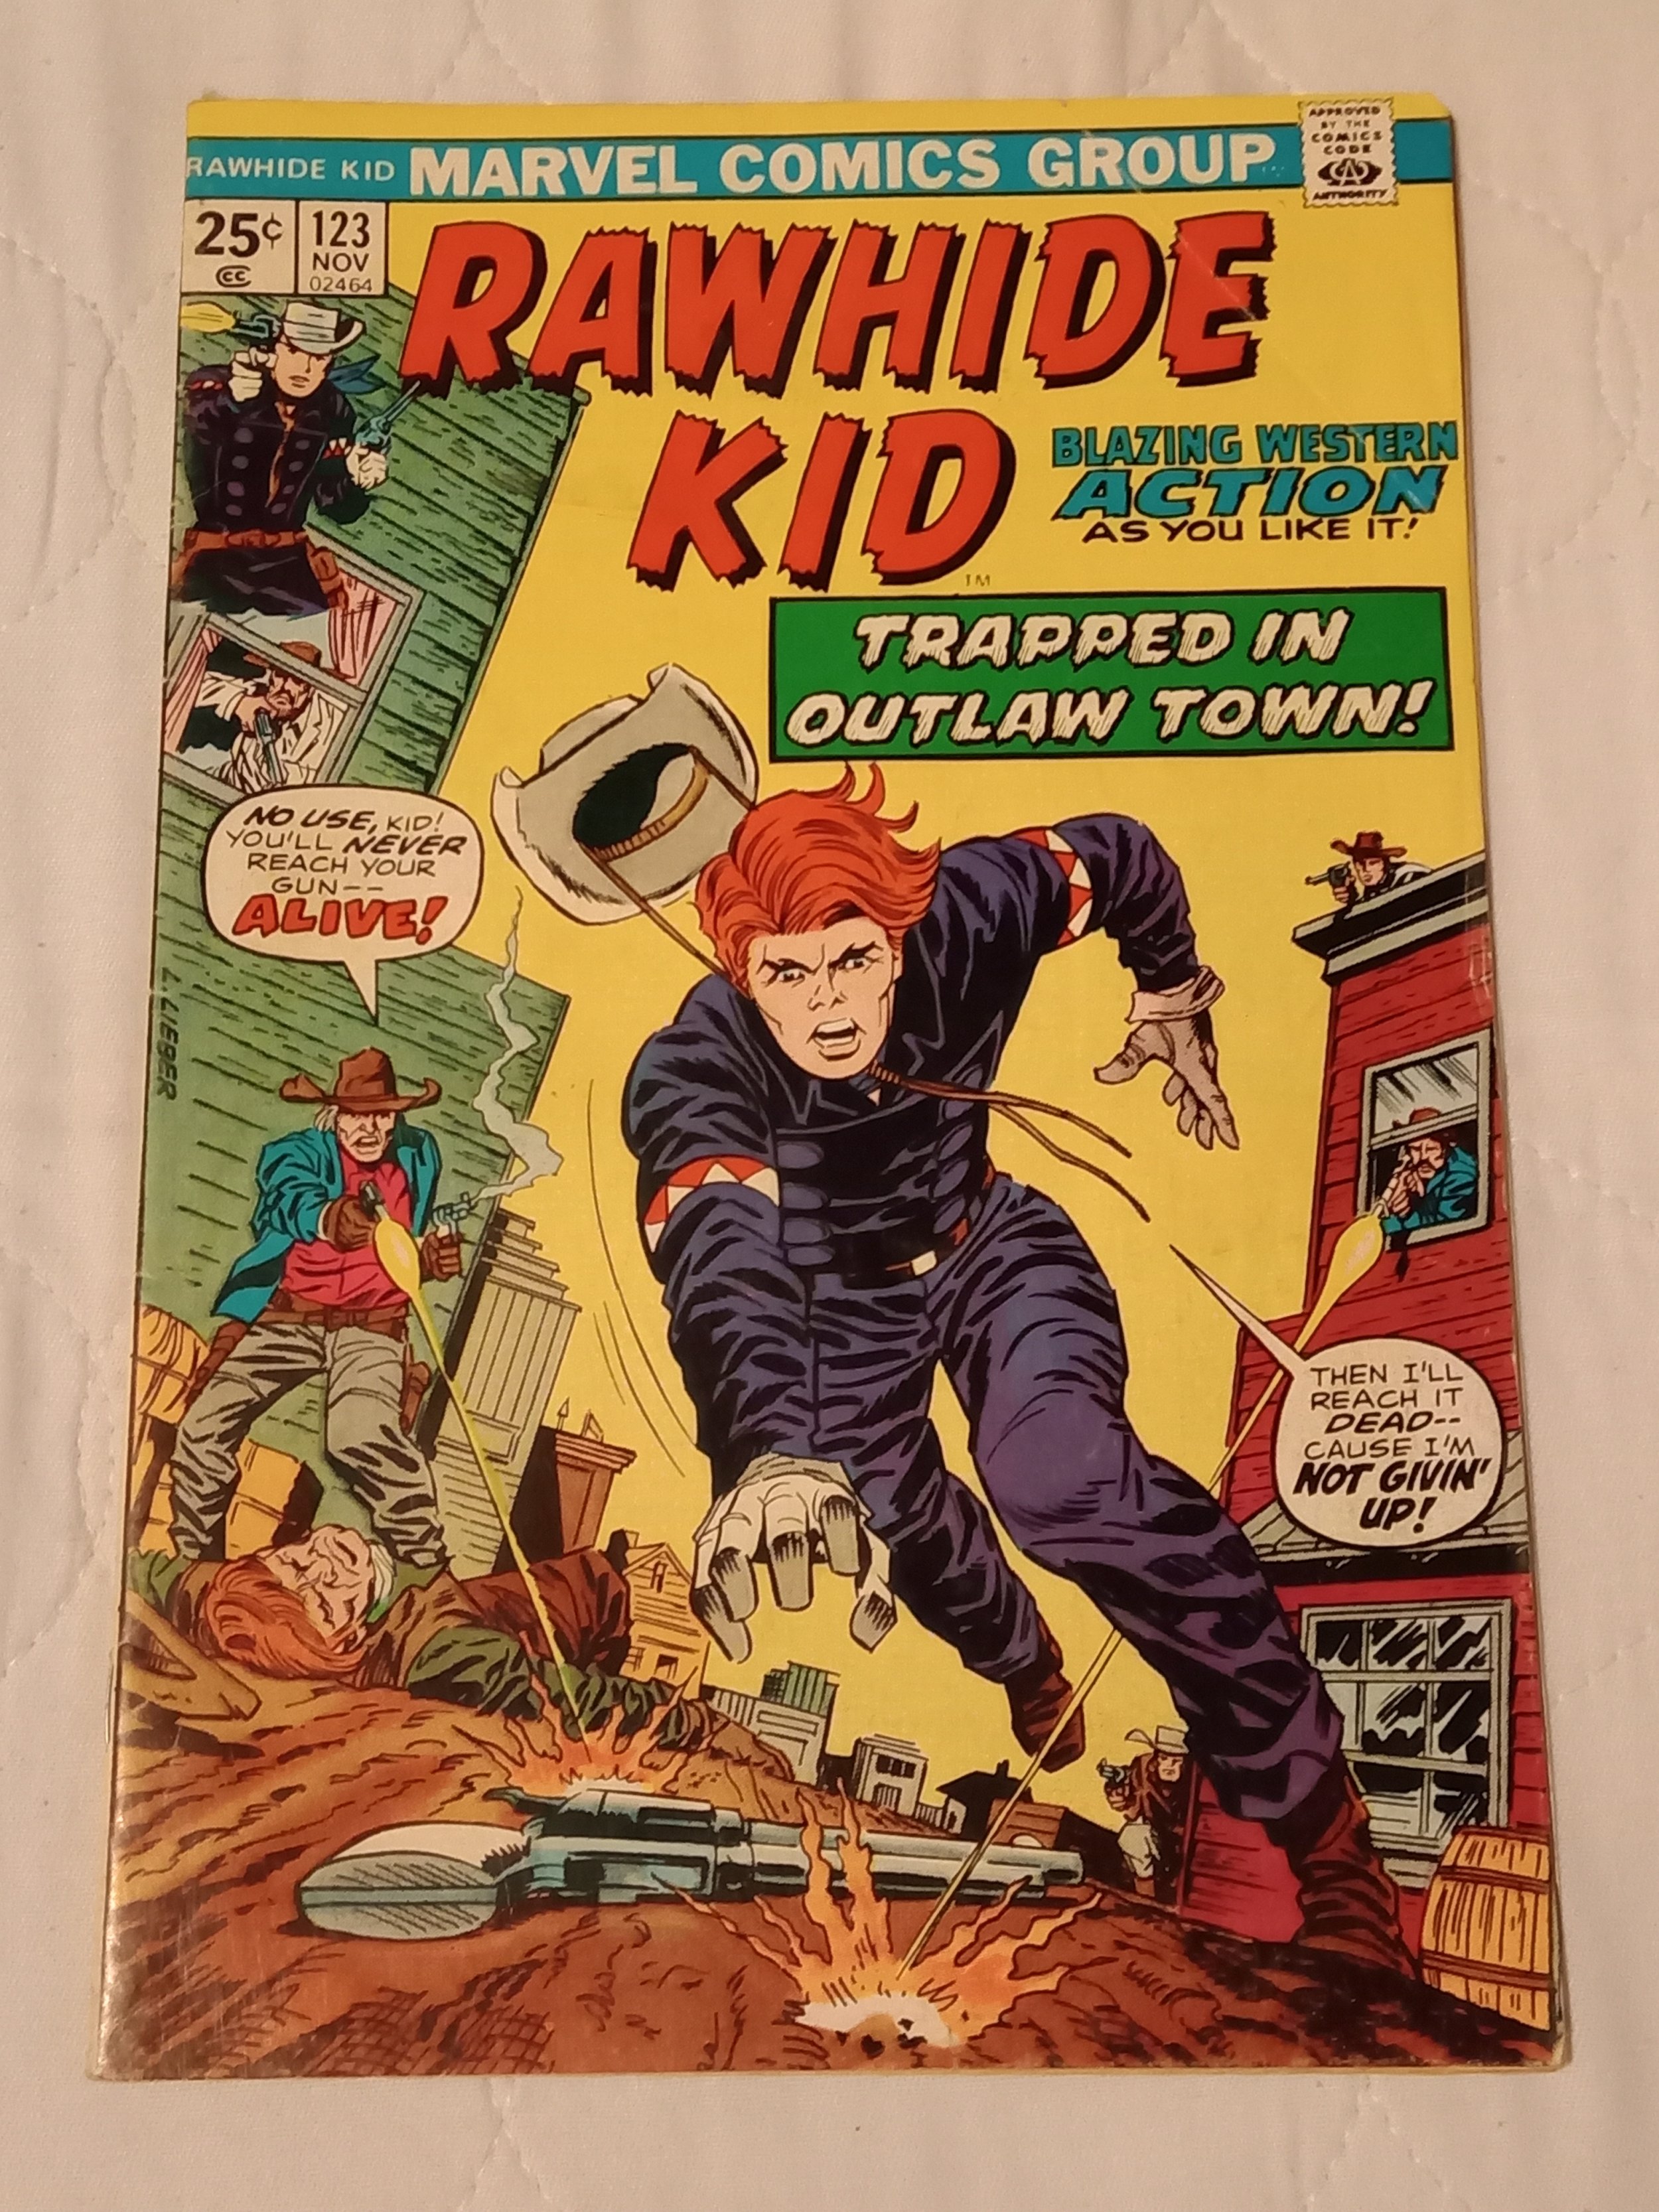 RAWHIDE KID MARVEL COMICS GROUP
APPROVED
BY THE
COMICS
CODE
CA
AUTHORITY
25¢
CC
123
NOV
02464
RAWHIDE
KID
TM
BLAZING WESTERN
ACTION
AS YOU LIKE IT!
TRAPPED IN
OUTLAW TOWN!
NO USE, KID!
YOU'LL NEVER
REACH YOUR
GUN--
ALIVE!
L LIEBER
THEN I'LL
REACH IT
DEAD--
CAUSE I'M
NOT GIVIN'
UP!